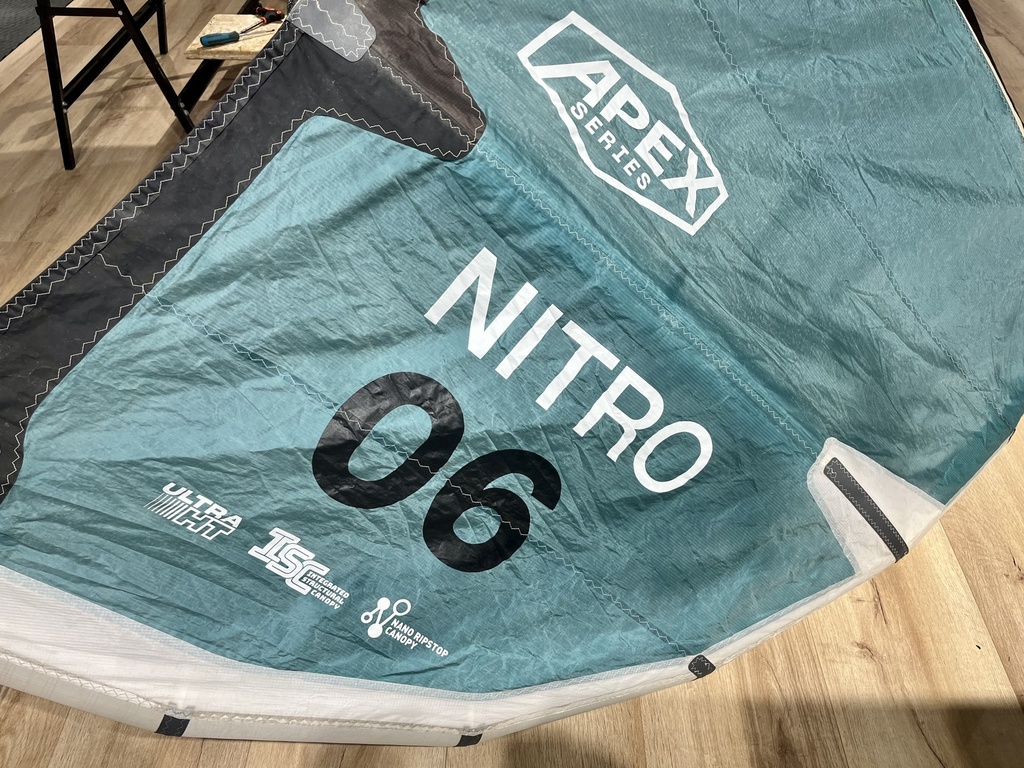 APEX
SERIES
NITRO
06
ULTRA
HT
ISC
INTEGRATED
STRUCTURAL
CANOPY
NANO RIPSTOP
CANOPY